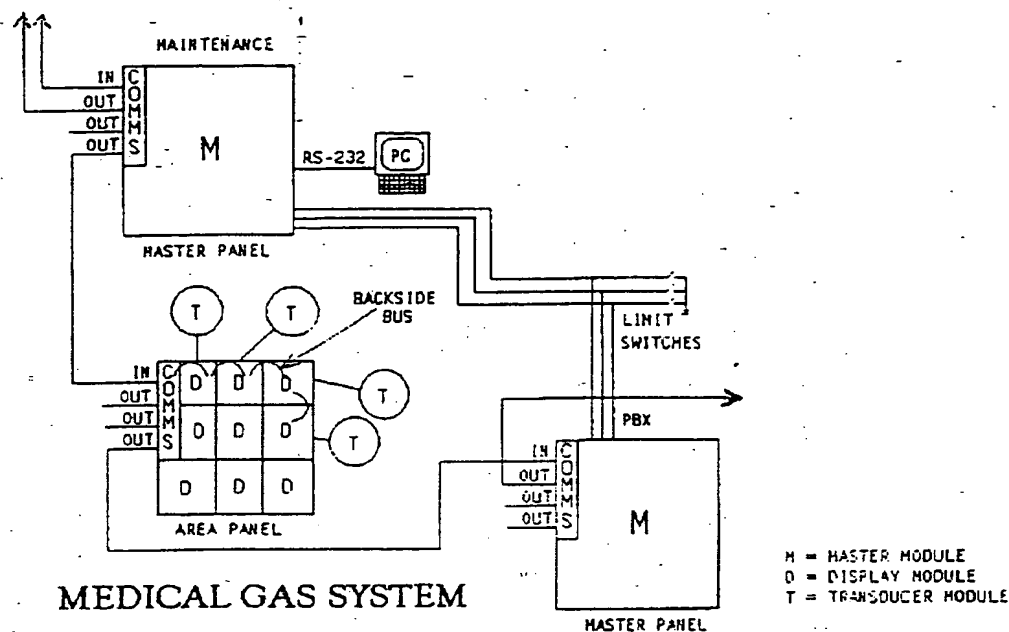 MAINTENANCE
IN
OUT
OUT
OUT
COMMS
M
RS-232
PC
MASTER PANEL
T
T
BACKSIDE
BUS
LIMIT
SWITCHES
IN
OUT
OUT
OUT
COMMS
D D D
D D D
D D D
T
T
AREA PANEL
PBX
IN
OUT
OUT
OUT
COMMS
M
MASTER PANEL
MEDICAL GAS SYSTEM
M = MASTER MODULE
D = DISPLAY MODULE
T = TRANSDUCER MODULE